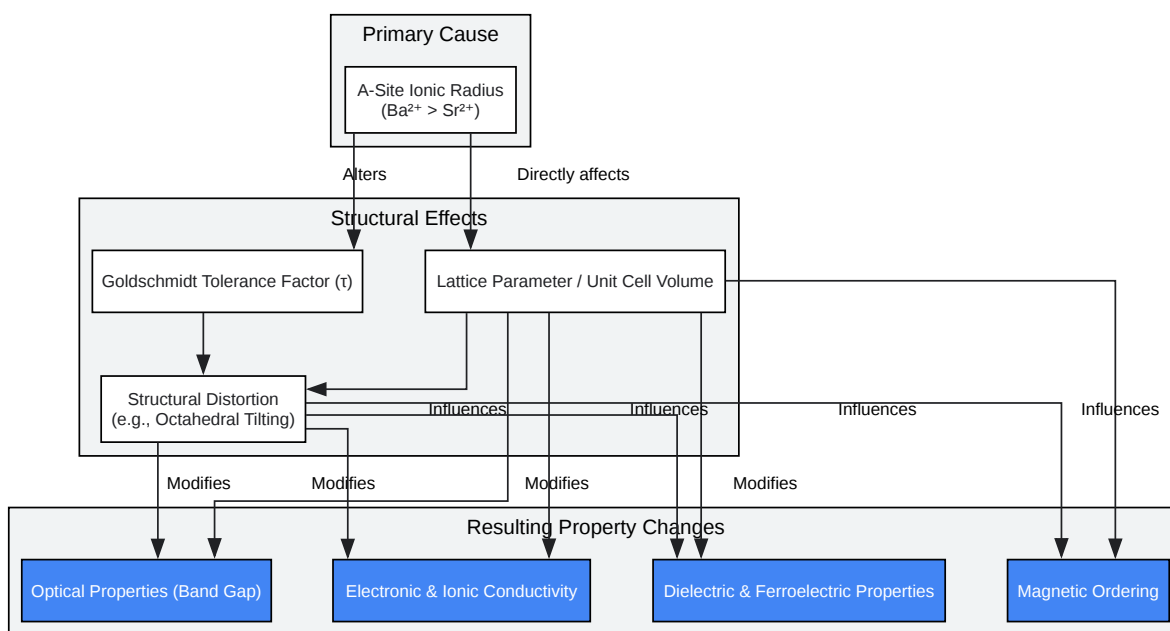 Primary Cause
A-Site Ionic Radius
(Ba²⁺ > Sr²⁺)
Alters
Directly affects
Structural Effects
Goldschmidt Tolerance Factor (τ)
Lattice Parameter / Unit Cell Volume
Structural Distortion
(e.g., Octahedral Tilting)
Influences
Influences
Influences
Influences
Modifies
Modifies
Modifies
Modifies
Resulting Property Changes
Optical Properties (Band Gap)
Electronic & Ionic Conductivity
Dielectric & Ferroelectric Properties
Magnetic Ordering